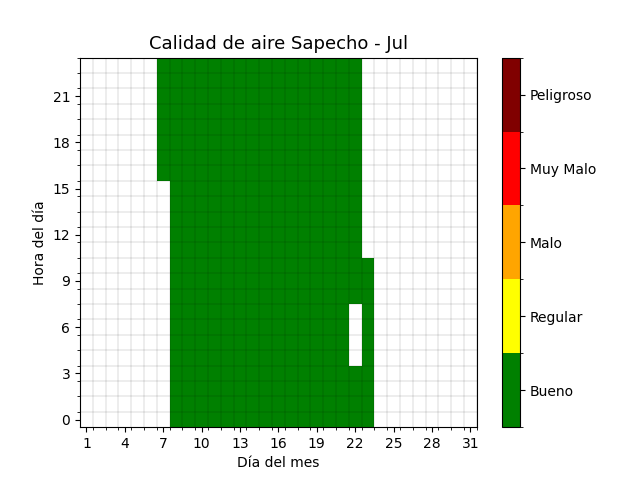 Calidad de aire Sapecho - Jul
Hora del día
21
18
15
12
9
6
3
0
1 4 7 10 13 16 19 22 25 28 31
Día del mes
Peligroso
Muy Malo
Malo
Regular
Bueno